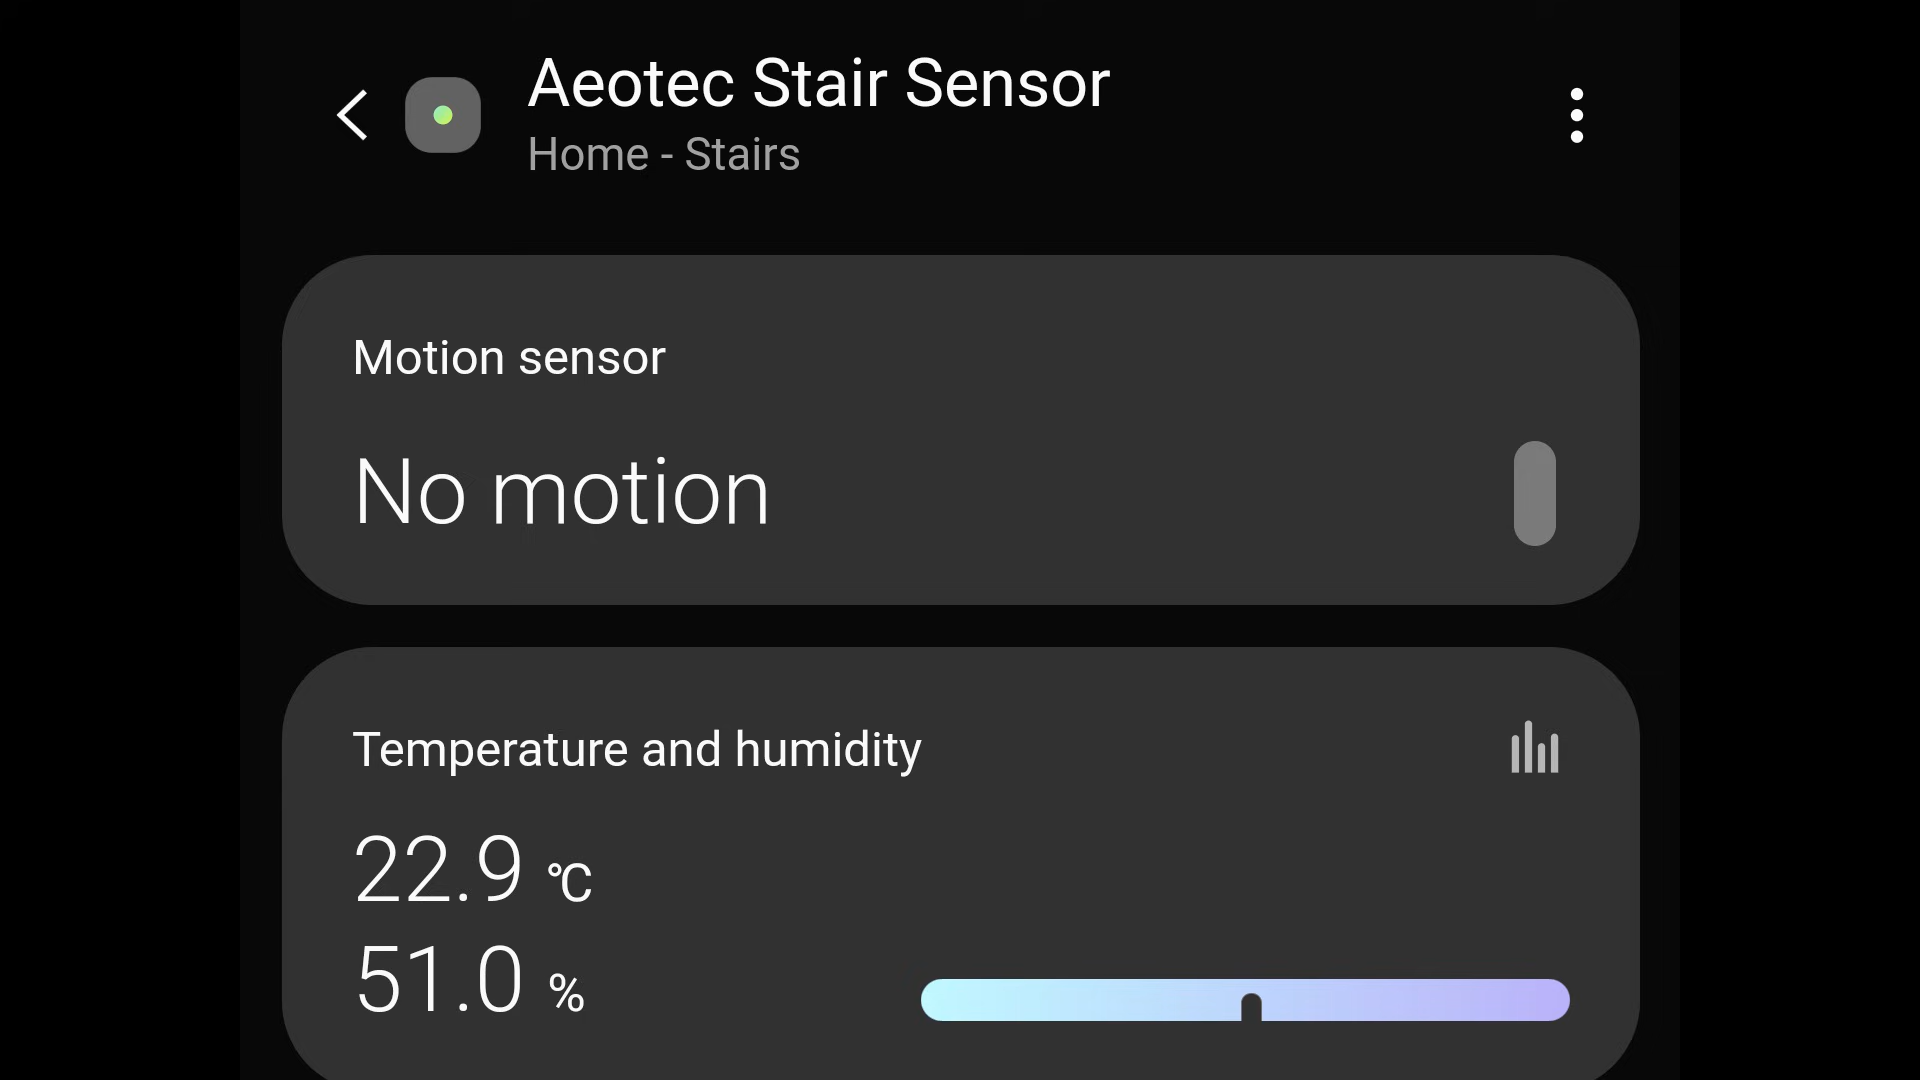 Aeotec Stair Sensor
Home - Stairs
Motion sensor
No motion
Temperature and humidity
22.9 ℃
51.0 %